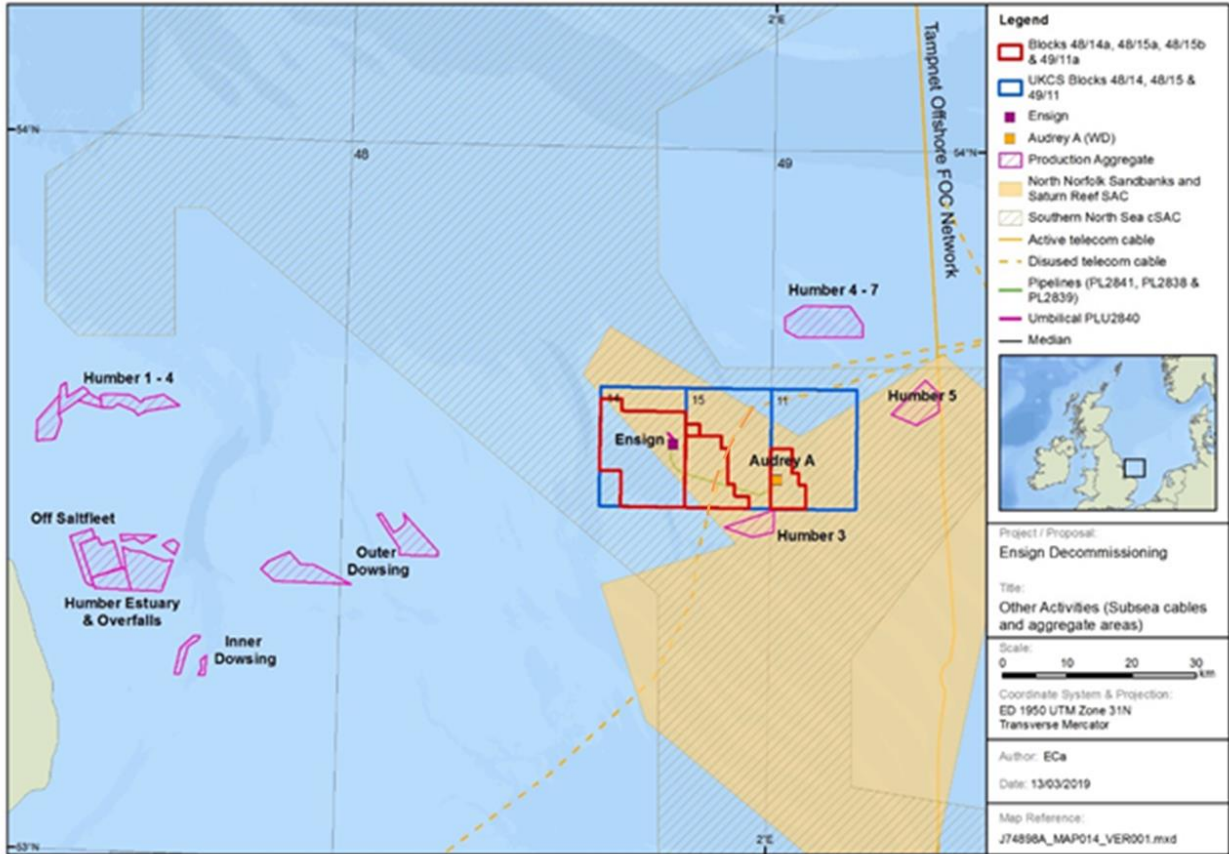 2°E
Tampnet Offshore FOC Network
54°N
48
49
54°N
Humber 4 - 7
Humber 1 - 4
Humber 5
14
15
11
Ensign
Audrey A
Off Saltfleet
Humber 3
Outer
Dowsing
Humber Estuary
& Overfalls
Inner
Dowsing
53°N
2°E
Legend
Blocks 48/14a, 48/15a, 48/15b
& 49/11a
UKCS Blocks 48/14, 48/15 &
49/11
Ensign
Audrey A (WD)
Production Aggregate
North Norfolk Sandbanks and
Saturn Reef SAC
Southern North Sea cSAC
Active telecom cable
Disused telecom cable
Pipelines (PL2841, PL2838 &
PL2839)
Umbilical PLU2840
Median
Project / Proposal:
Ensign Decommissioning
Title:
Other Activities (Subsea cables
and aggregate areas)
Scale:
0 10 20 30
km
Coordinate System & Projection:
ED 1950 UTM Zone 31N
Transverse Mercator
Author: ECa
Date: 13/03/2019
Map Reference:
J74898A_MAP014_VER001.mxd